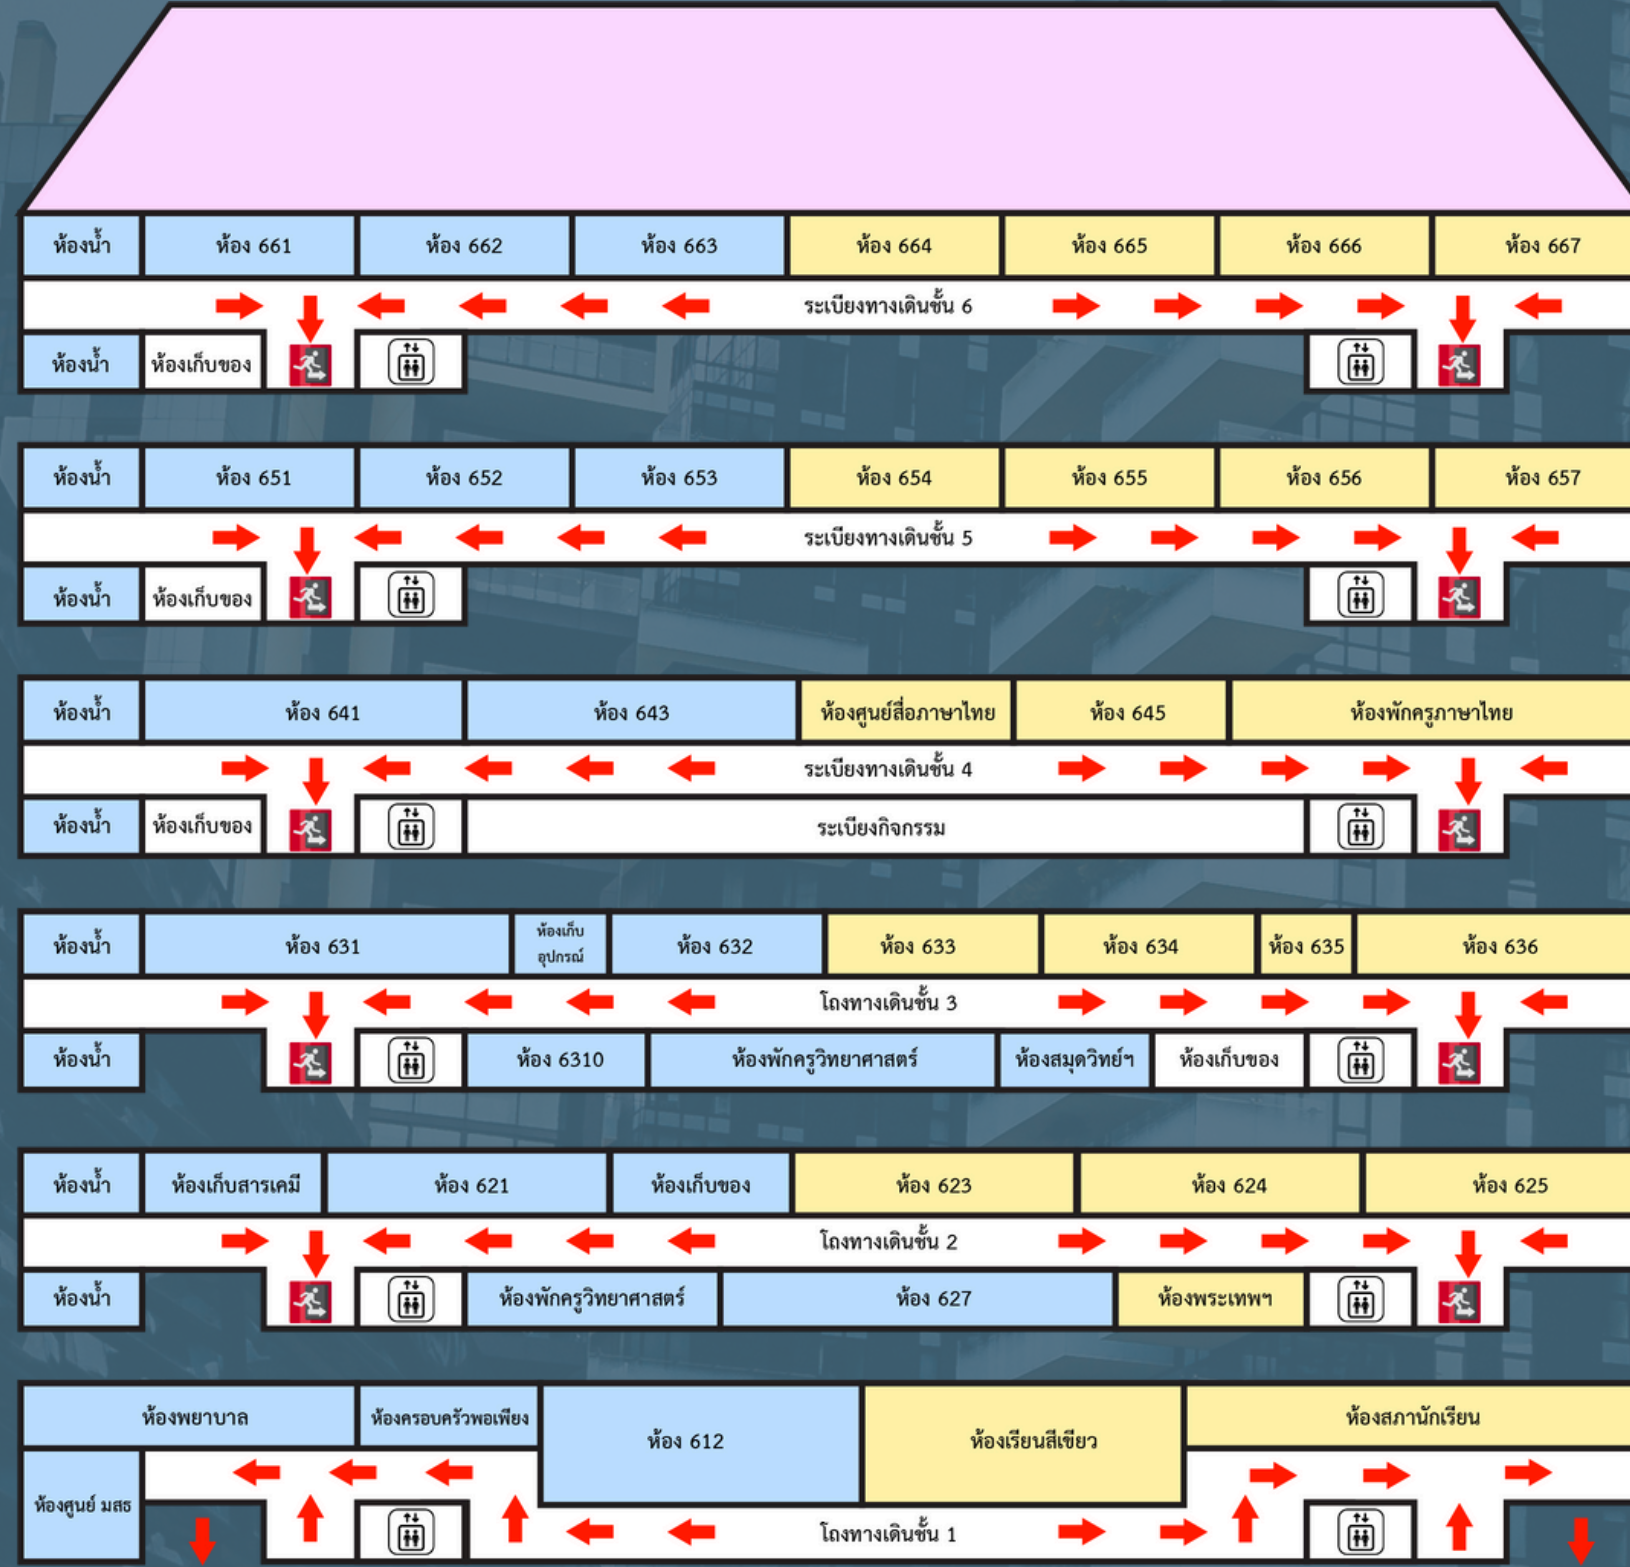 ห้องน้ำ
ห้อง 661
ห้อง 662
ห้อง 663
ห้อง 664
ห้อง 665
ห้อง 666
ห้อง 667
ระเบียงทางเดินชั้น 6
ห้องน้ำ
ห้องเก็บของ
ห้องน้ำ
ห้อง 651
ห้อง 652
ห้อง 653
ห้อง 654
ห้อง 655
ห้อง 656
ห้อง 657
ระเบียงทางเดินชั้น 5
ห้องน้ำ
ห้องเก็บของ
ห้องน้ำ
ห้อง 641
ห้อง 643
ห้องศูนย์สื่อภาษาไทย
ห้อง 645
ห้องพักครูภาษาไทย
ระเบียงทางเดินชั้น 4
ห้องน้ำ
ห้องเก็บของ
ระเบียงกิจกรรม
ห้องน้ำ
ห้อง 631
ห้องเก็บ
อุปกรณ์
ห้อง 632
ห้อง 633
ห้อง 634
ห้อง 635
ห้อง 636
โถงทางเดินชั้น 3
ห้องน้ำ
ห้อง 6310
ห้องพักครูวิทยาศาสตร์
ห้องสมุดวิทย์ฯ
ห้องเก็บของ
ห้องน้ำ
ห้องเก็บสารเคมี
ห้อง 621
ห้องเก็บของ
ห้อง 623
ห้อง 624
ห้อง 625
โถงทางเดินชั้น 2
ห้องน้ำ
ห้องพักครูวิทยาศาสตร์
ห้อง 627
ห้องพระเทพฯ
ห้องพยาบาล
ห้องครอบครัวพอเพียง
ห้อง 612
ห้องเรียนสีเขียว
ห้องสภานักเรียน
ห้องศูนย์ มสธ
โถงทางเดินชั้น 1